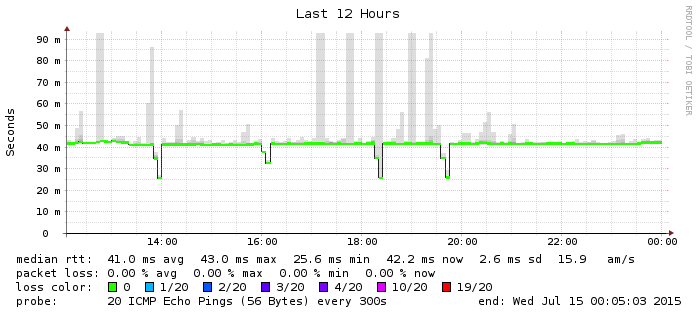 Last 12 Hours
RRDTOOL / TOBI OETIKER
Seconds
90 m
80 m
70 m
60 m
50 m
40 m
30 m
20 m
10 m
0
14:00 16:00 18:00 20:00 22:00 00:00
median rtt: 41.0 ms avg 43.0 ms max 25.6 ms min 42.2 ms now 2.6 ms sd 15.9 am/s
packet loss: 0.00 % avg 0.00 % max 0.00 % min 0.00 % now
loss color: 0 1/20 2/20 3/20 4/20 10/20 19/20
probe: 20 ICMP Echo Pings (56 Bytes) every 300s end: Wed Jul 15 00:05:03 2015